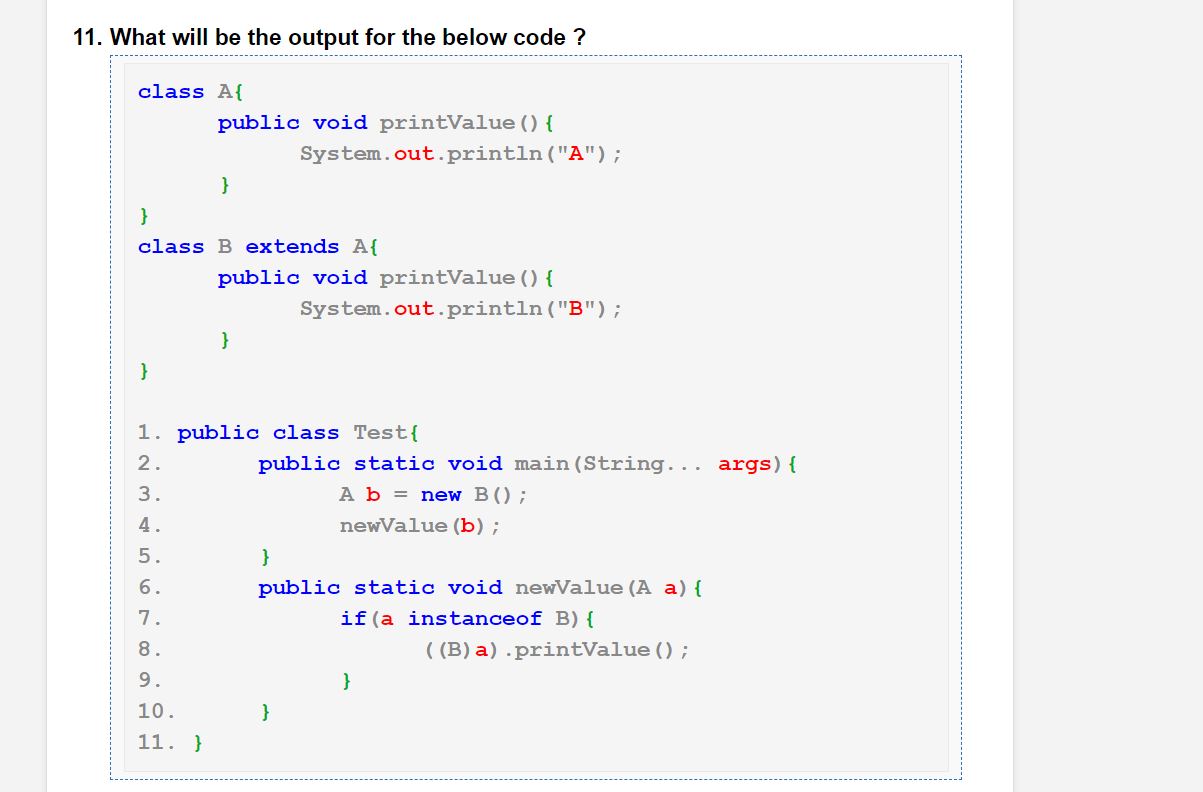 11. What will be the output for the below code ?
class A{
public void printValue(){
System.out.println("A");
}
}
class B extends A{
public void printValue(){
System.out.println("B");
}
}
1. public class Test{
2. public static void main(String... args){
3. A b = new B();
4. newValue(b);
5. }
6. public static void newValue(A a){
7. if(a instanceof B){
8. ((B)a).printValue();
9. }
10. }
11. }